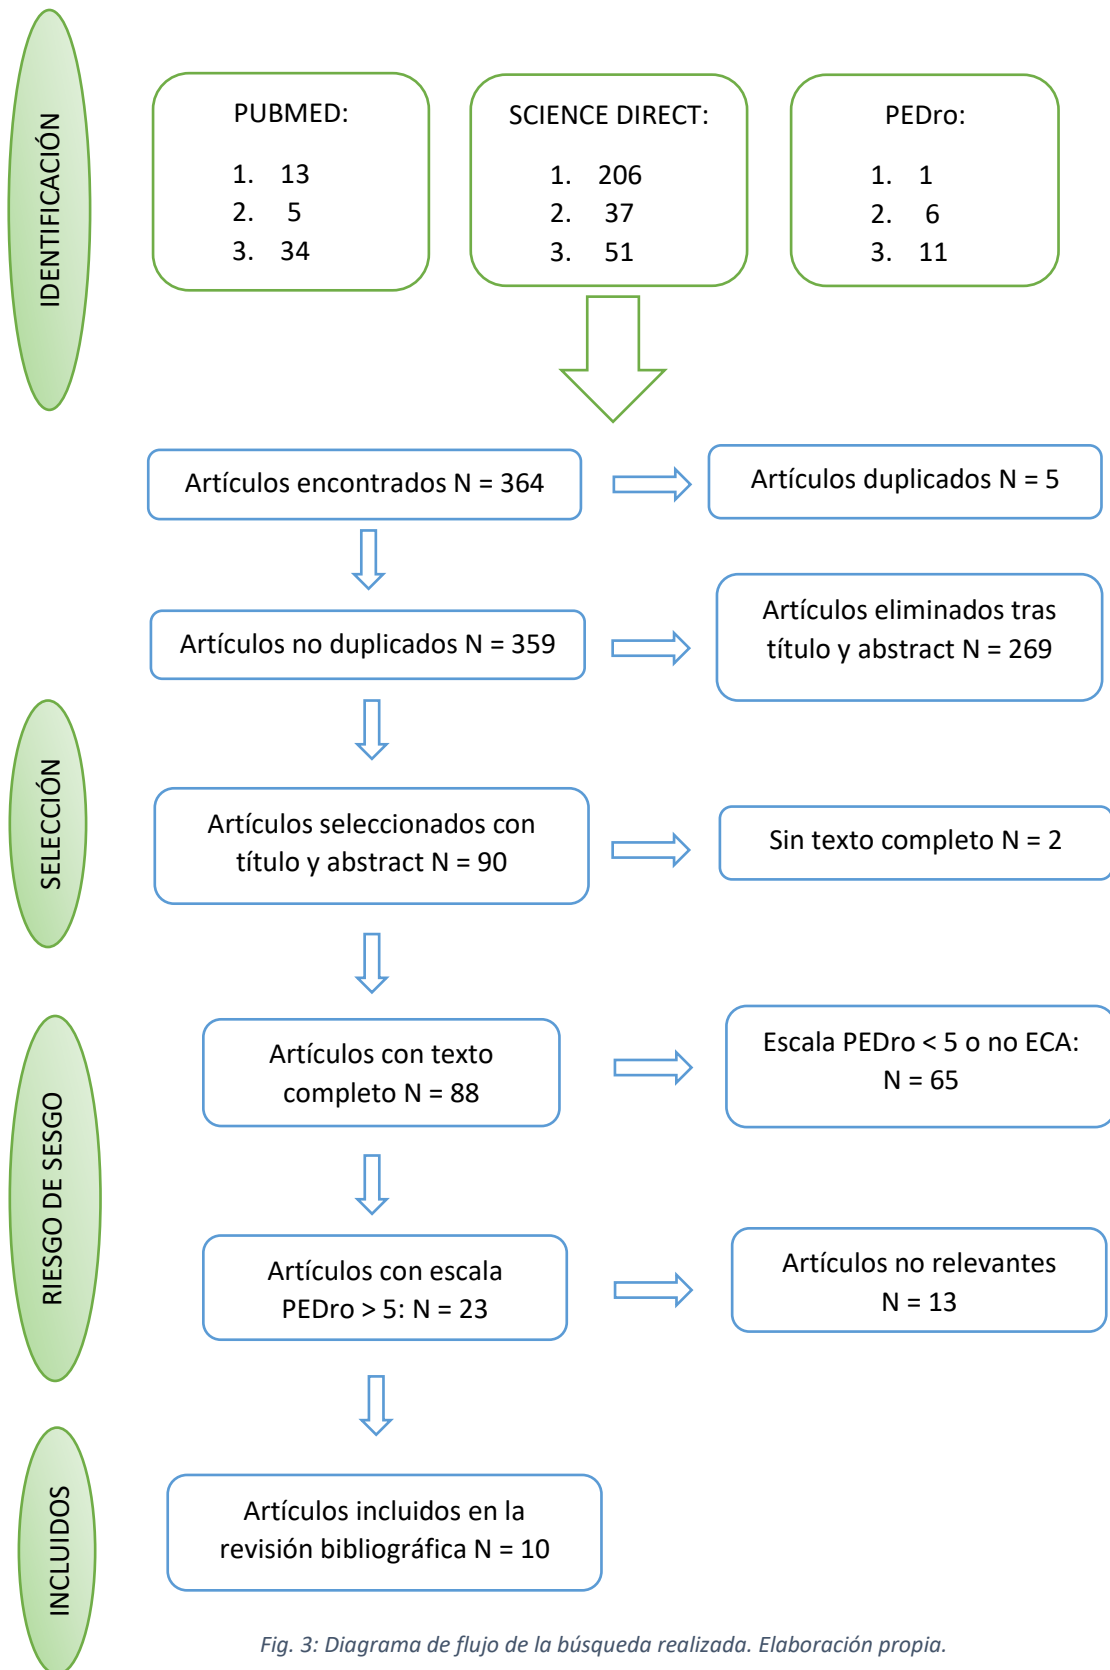 IDENTIFICACIÓN
PUBMED:
1. 13
2. 5
3. 34
SCIENCE DIRECT:
1. 206
2. 37
3. 51
PEDro:
1. 1
2. 6
3. 11
Artículos encontrados N = 364
Artículos duplicados N = 5
Artículos no duplicados N = 359
Artículos eliminados tras
título y abstract N = 269
SELECCIÓN
Artículos seleccionados con
título y abstract N = 90
Sin texto completo N = 2
RIESGO DE SESGO
Artículos con texto
completo N = 88
Escala PEDro < 5 o no ECA:
N = 65
Artículos con escala
PEDro > 5: N = 23
Artículos no relevantes
N = 13
INCLUIDOS
Artículos incluidos en la
revisión bibliográfica N = 10
Fig. 3: Diagrama de flujo de la búsqueda realizada. Elaboración propia.